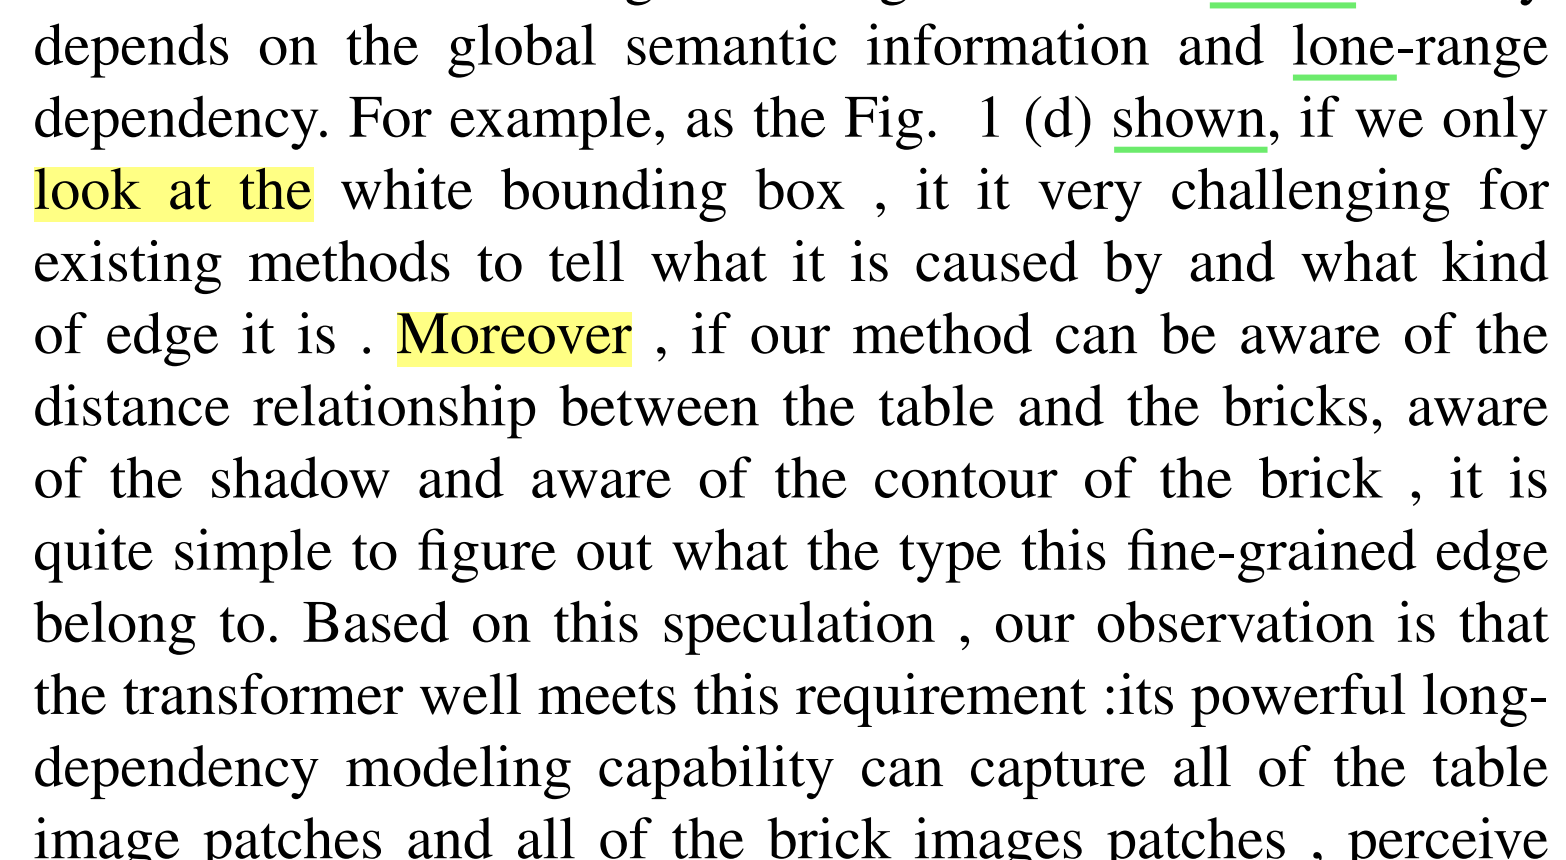 depends on the global semantic information and lone-range
dependency. For example, as the Fig. 1 (d) shown, if we only
look at the white bounding box , it it very challenging for
existing methods to tell what it is caused by and what kind
of edge it is . Moreover , if our method can be aware of the
distance relationship between the table and the bricks, aware
of the shadow and aware of the contour of the brick , it is
quite simple to figure out what the type this fine-grained edge
belong to. Based on this speculation , our observation is that
the transformer well meets this requirement :its powerful long-
dependency modeling capability can capture all of the table
image patches and all of the brick images patches , perceive